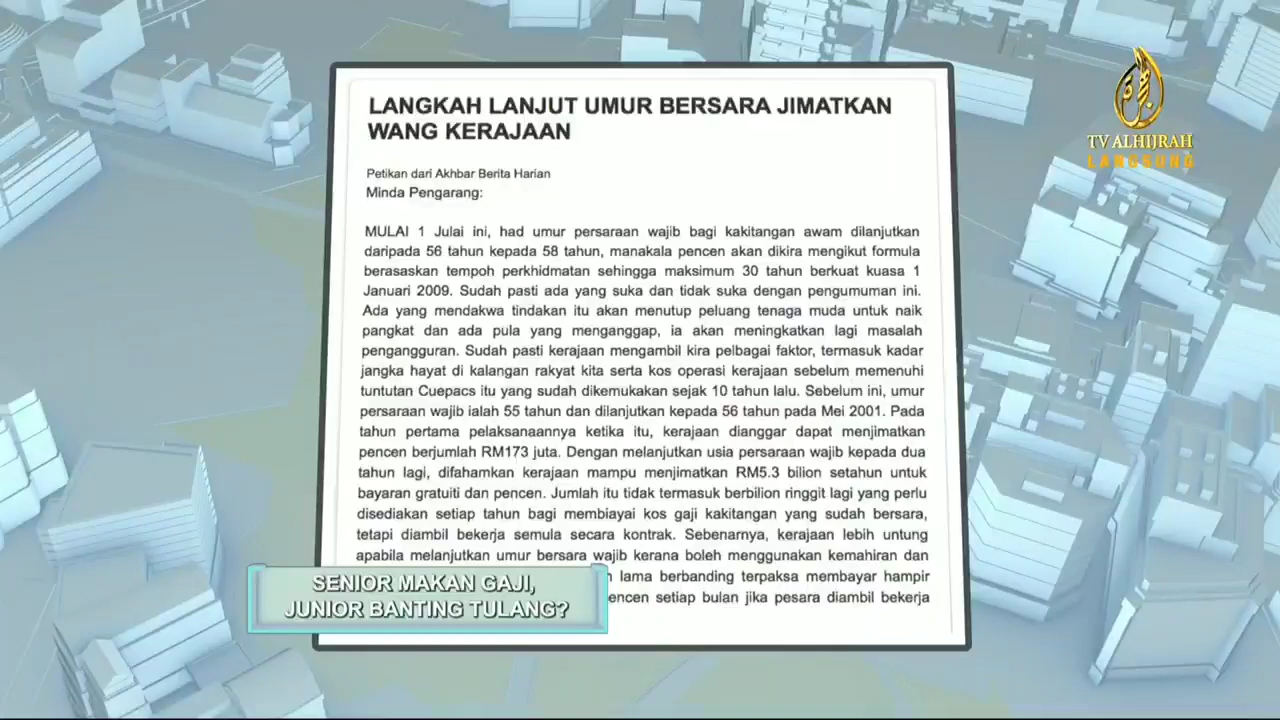 LANGKAH LANJUT UMUR BERSARA JIMATKAN
WANG KERAJAAN
Petikan dari Akhbar Berita Harian
Minda Pengarang:
MULAI 1 Julai ini, had umur persaraan wajib bagi kakitangan awam dilanjutkan
daripada 56 tahun kepada 58 tahun, manakala pencen akan dikira mengikut formula
berasaskan tempoh perkhidmatan sehingga maksimum 30 tahun berkuat kuasa 1
Januari 2009. Sudah pasti ada yang suka dan tidak suka dengan pengumuman ini.
Ada yang mendakwa tindakan itu akan menutup peluang tenaga muda untuk naik
pangkat dan ada pula yang menganggap, ia akan meningkatkan lagi masalah
pengangguran. Sudah pasti kerajaan mengambil kira pelbagai faktor, termasuk kadar
jangka hayat di kalangan rakyat kita serta kos operasi kerajaan sebelum memenuhi
tuntutan Cuepacs itu yang sudah dikemukakan sejak 10 tahun lalu. Sebelum ini, umur
persaraan wajib ialah 55 tahun dan dilanjutkan kepada 56 tahun pada Mei 2001. Pada
tahun pertama pelaksanaannya ketika itu, kerajaan dianggar dapat menjimatkan
pencen berjumlah RM173 juta. Dengan melanjutkan usia persaraan wajib kepada dua
tahun lagi, difahamkan kerajaan mampu menjimatkan RM5.3 bilion setahun untuk
bayaran gratuiti dan pencen. Jumlah itu tidak termasuk berbilion ringgit lagi yang perlu
disediakan setiap tahun bagi membiayai kos gaji kakitangan yang sudah bersara,
tetapi diambil bekerja semula secara kontrak. Sebenarnya, kerajaan lebih untung
apabila melanjutkan umur bersara wajib kerana boleh menggunakan kemahiran dan
lama berbanding terpaksa membayar hampir
setiap bulan jika pesara diambil bekerja
SENIOR MAKAN GAJI,
JUNIOR BANTING TULANG?
TV ALHIJRAH
LANGSUNG